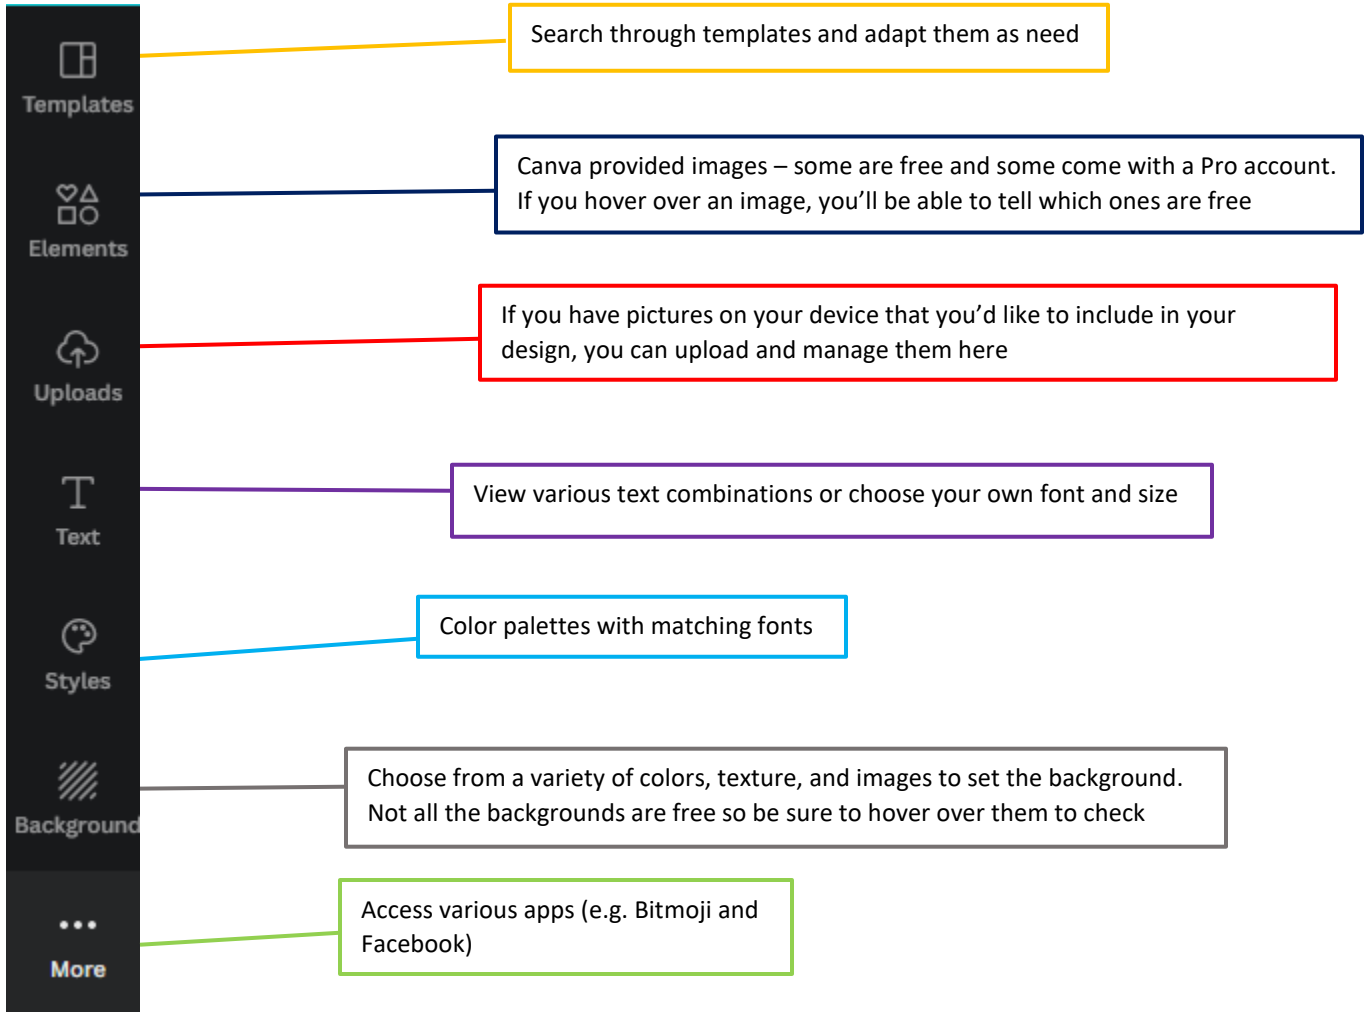 Templates
Search through templates and adapt them as need
Elements
Canva provided images – some are free and some come with a Pro account.
If you hover over an image, you’ll be able to tell which ones are free
Uploads
If you have pictures on your device that you’d like to include in your
design, you can upload and manage them here
Text
View various text combinations or choose your own font and size
Styles
Color palettes with matching fonts
Background
Choose from a variety of colors, texture, and images to set the background.
Not all the backgrounds are free so be sure to hover over them to check
More
Access various apps (e.g. Bitmoji and
Facebook)